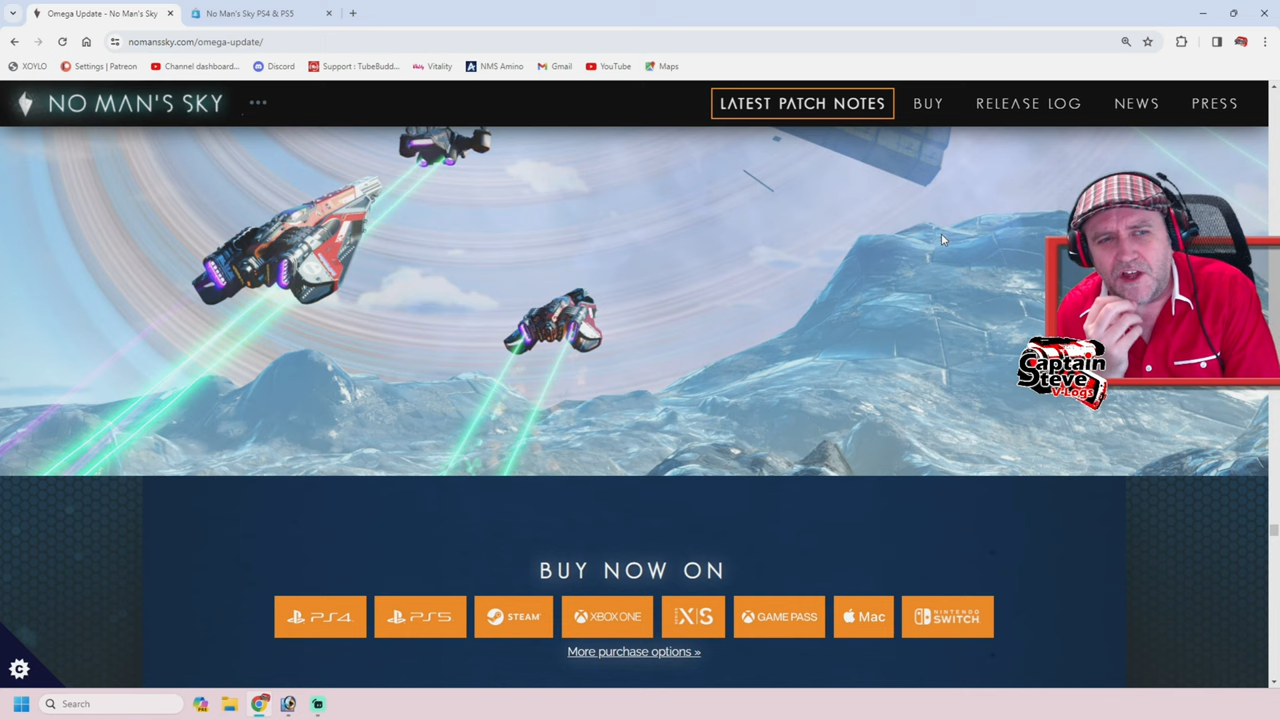 Omega Update - No Man's Sky
No Man's Sky PS4 & PS5
nomanssky.com/omega-update/
XOYLO
Settings | Patreon
Channel dashboard...
Discord
Support : TubeBudd...
Vitality
NMS Amino
Gmail
YouTube
Maps
NO MAN'S SKY
LATEST PATCH NOTES
BUY
RELEASE LOG
NEWS
PRESS
Captain
Steve
V-Logs
BUY NOW ON
PS4
PS5
STEAM
XBOX ONE
X|S
GAME PASS
Mac
NINTENDO
SWITCH
More purchase options »
Search